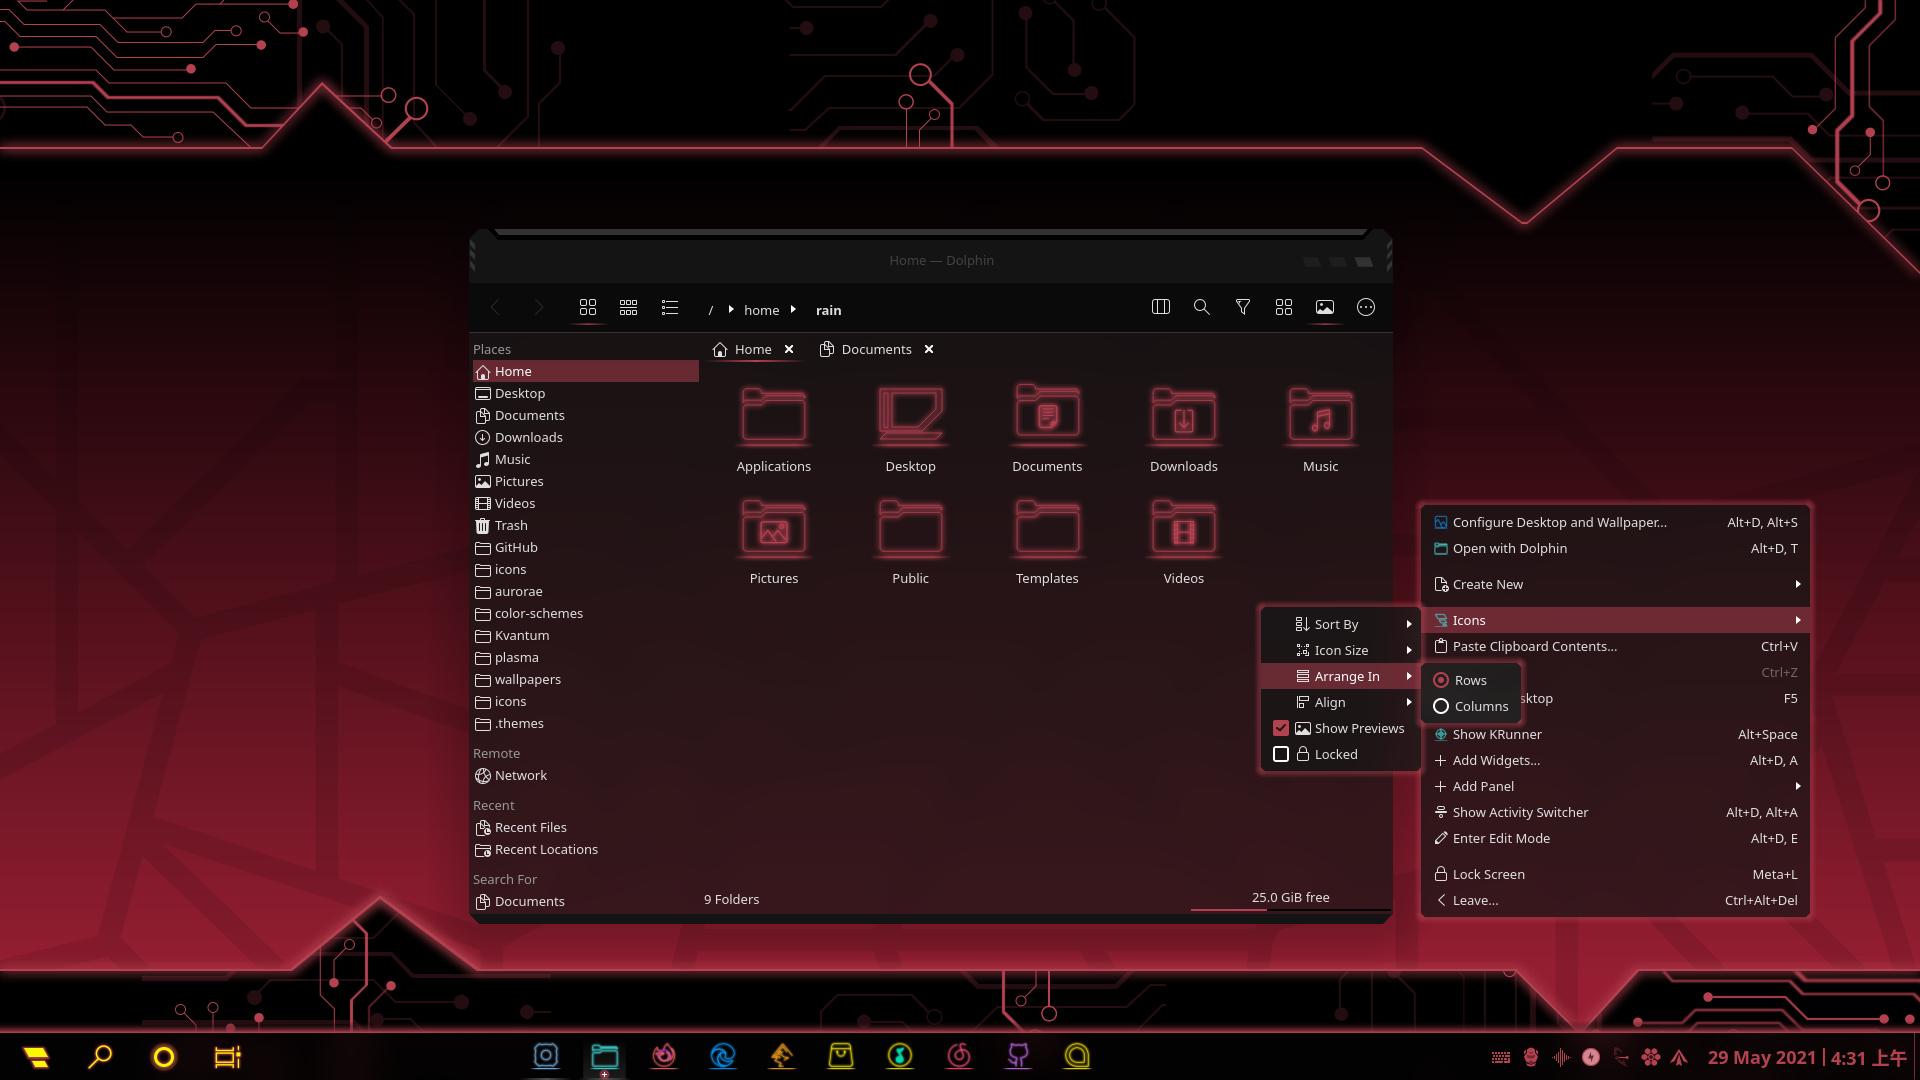 Home — Dolphin
/ home rain
Places
Home
Desktop
Documents
Downloads
Music
Pictures
Videos
Trash
GitHub
icons
aurorae
color-schemes
Kvantum
plasma
wallpapers
icons
.themes
Remote
Network
Recent
Recent Files
Recent Locations
Search For
Documents
Home Documents
Applications Desktop Documents Downloads Music
Pictures Public Templates Videos
9 Folders 25.0 GiB free
Sort By
Icon Size
Arrange In
Align
Show Previews
Locked
Rows
Columns
Configure Desktop and Wallpaper... Alt+D, Alt+S
Open with Dolphin Alt+D, T
Create New
Icons
Paste Clipboard Contents... Ctrl+V
Ctrl+Z
sktop F5
Show KRunner Alt+Space
Add Widgets... Alt+D, A
Add Panel
Show Activity Switcher Alt+D, Alt+A
Enter Edit Mode Alt+D, E
Lock Screen Meta+L
Leave... Ctrl+Alt+Del
29 May 2021 | 4:31 上午